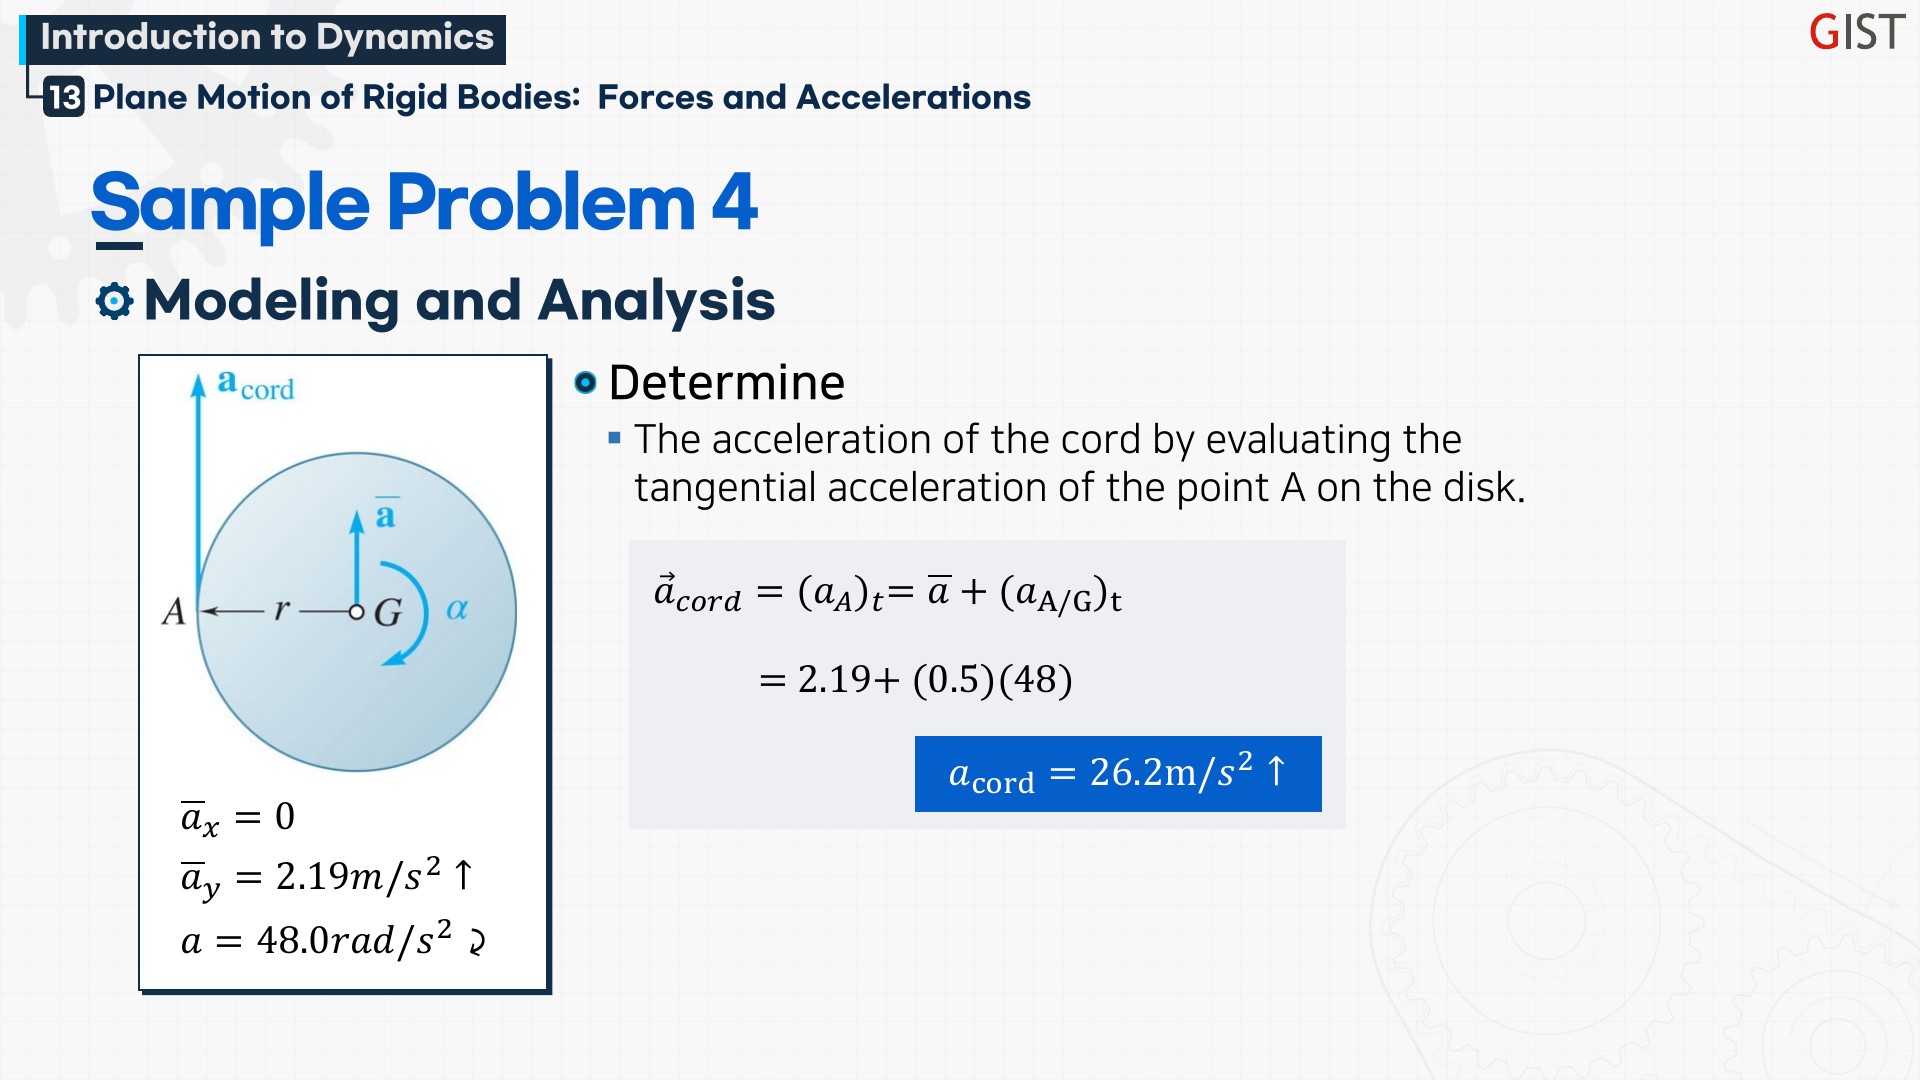 Introduction to Dynamics
GIST
13 Plane Motion of Rigid Bodies: Forces and Accelerations
Sample Problem 4
Modeling and Analysis
a cord
a̅
A r G α
a̅ₓ = 0
a̅_y = 2.19m/s² ↑
a = 48.0rad/s² ⤸
Determine
▪ The acceleration of the cord by evaluating the
tangential acceleration of the point A on the disk.
a⃗_cord = (a_A)_t= a̅ + (a_A/G)_t
= 2.19+ (0.5)(48)
a_cord = 26.2m/s² ↑